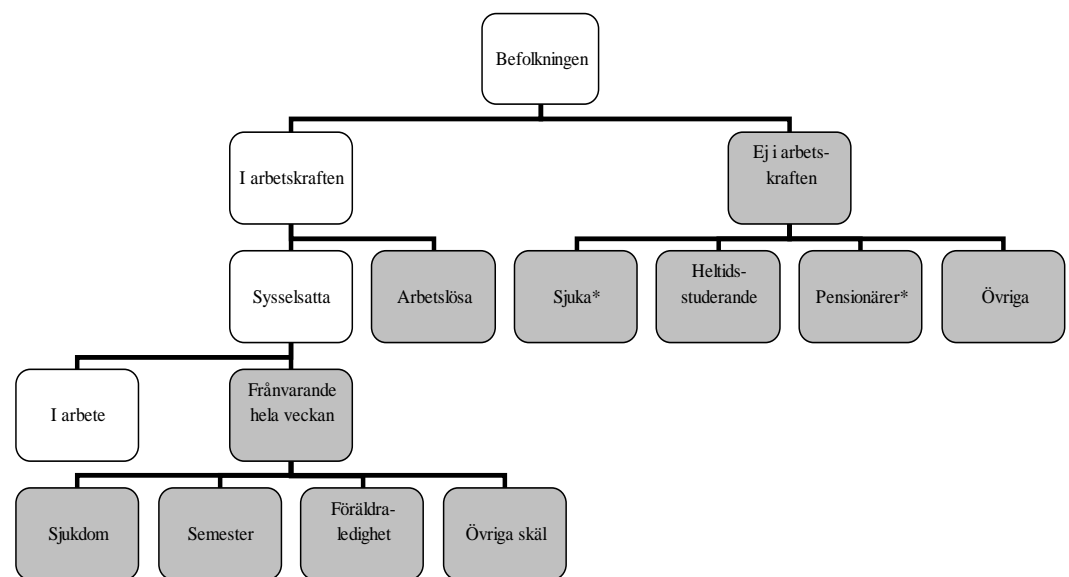 Befolkningen
I arbetskraften
Ej i arbets-
kraften
Sysselsatta
Arbetslösa
Sjuka*
Heltids-
studerande
Pensionärer*
Övriga
I arbete
Frånvarande
hela veckan
Sjukdom
Semester
Föräldra-
ledighet
Övriga skäl